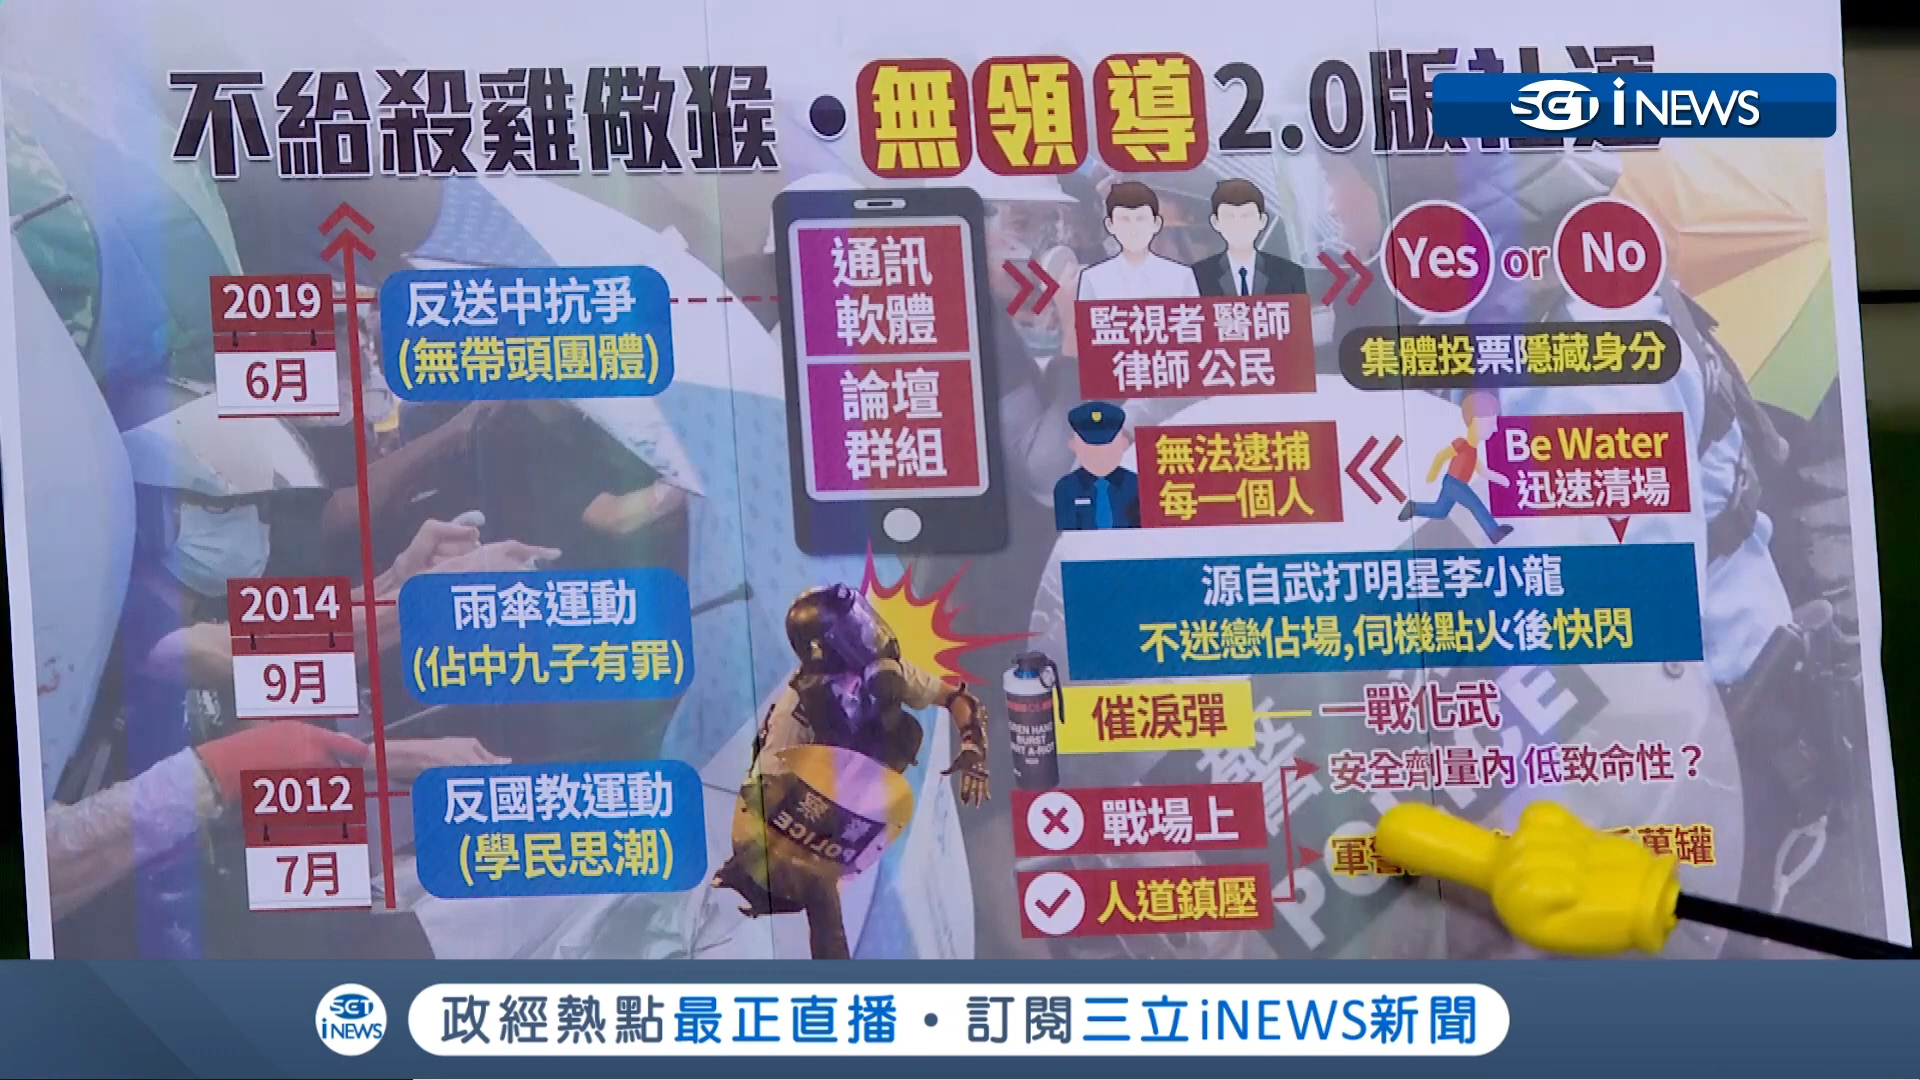 不給殺雞儆猴・無領導2.0版社運
SET iNEWS
2019
6月
反送中抗爭
(無帶頭團體)
通訊
軟體
論壇
群組
監視者 醫師
律師 公民
Yes or No
集體投票隱藏身分
Be Water
迅速清場
無法逮捕
每一個人
源自武打明星李小龍
不迷戀佔場,伺機點火後快閃
2014
9月
雨傘運動
(佔中九子有罪)
催淚彈
一戰化武
安全劑量內 低致命性？
戰場上
人道鎮壓
軍警
萬罐
2012
7月
反國教運動
(學民思潮)
POLICE
警
POLICE
SET
iNEWS
政經熱點最正直播・訂閱三立iNEWS新聞